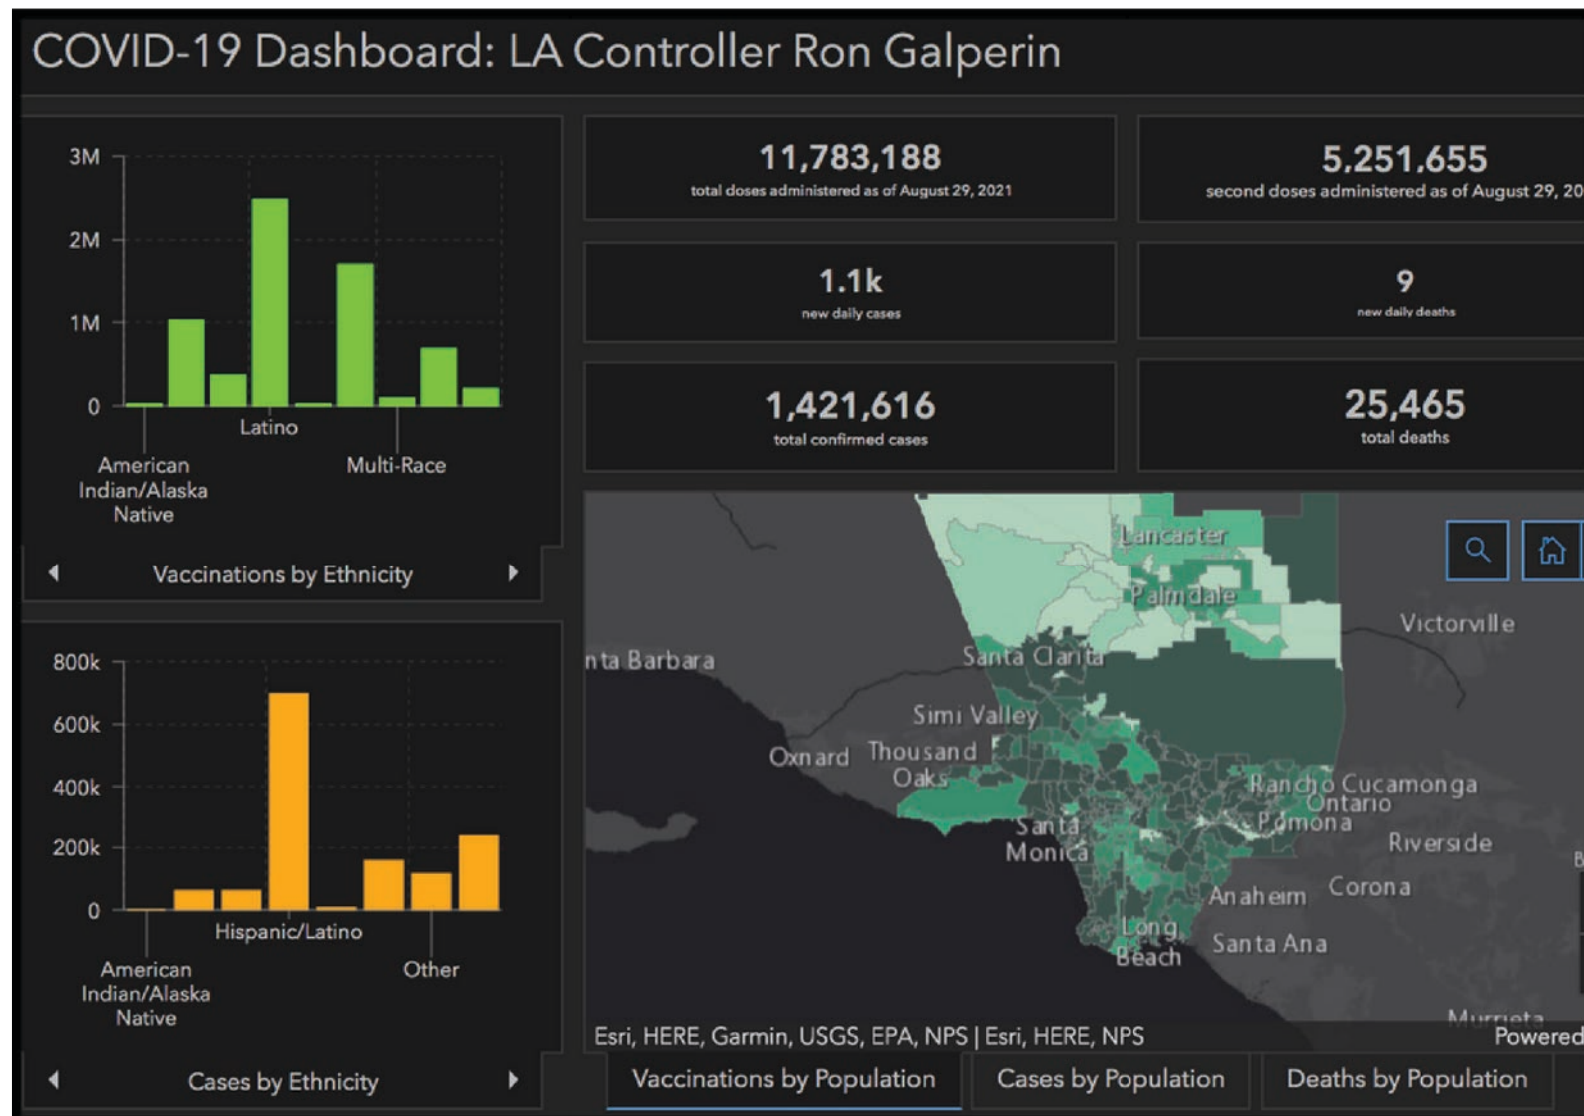 COVID-19 Dashboard: LA Controller Ron Galperin
3M
2M
1M
0
Latino
American
Indian/Alaska
Native
Multi-Race
Vaccinations by Ethnicity
800k
600k
400k
200k
0
Hispanic/Latino
American
Indian/Alaska
Native
Other
Cases by Ethnicity
11,783,188
total doses administered as of August 29, 2021
5,251,655
second doses administered as of August 29, 20
1.1k
new daily cases
9
new daily deaths
1,421,616
total confirmed cases
25,465
total deaths
Lancaster
Palmdale
Victorville
nta Barbara
Santa Clarita
Simi Valley
Oxnard
Thousand
Oaks
Rancho Cucamonga
Ontario
Pomona
Santa
Monica
Riverside
B
Anaheim
Corona
Long
Beach
Santa Ana
Murrieta
Esri, HERE, Garmin, USGS, EPA, NPS | Esri, HERE, NPS
Powered
Vaccinations by Population
Cases by Population
Deaths by Population